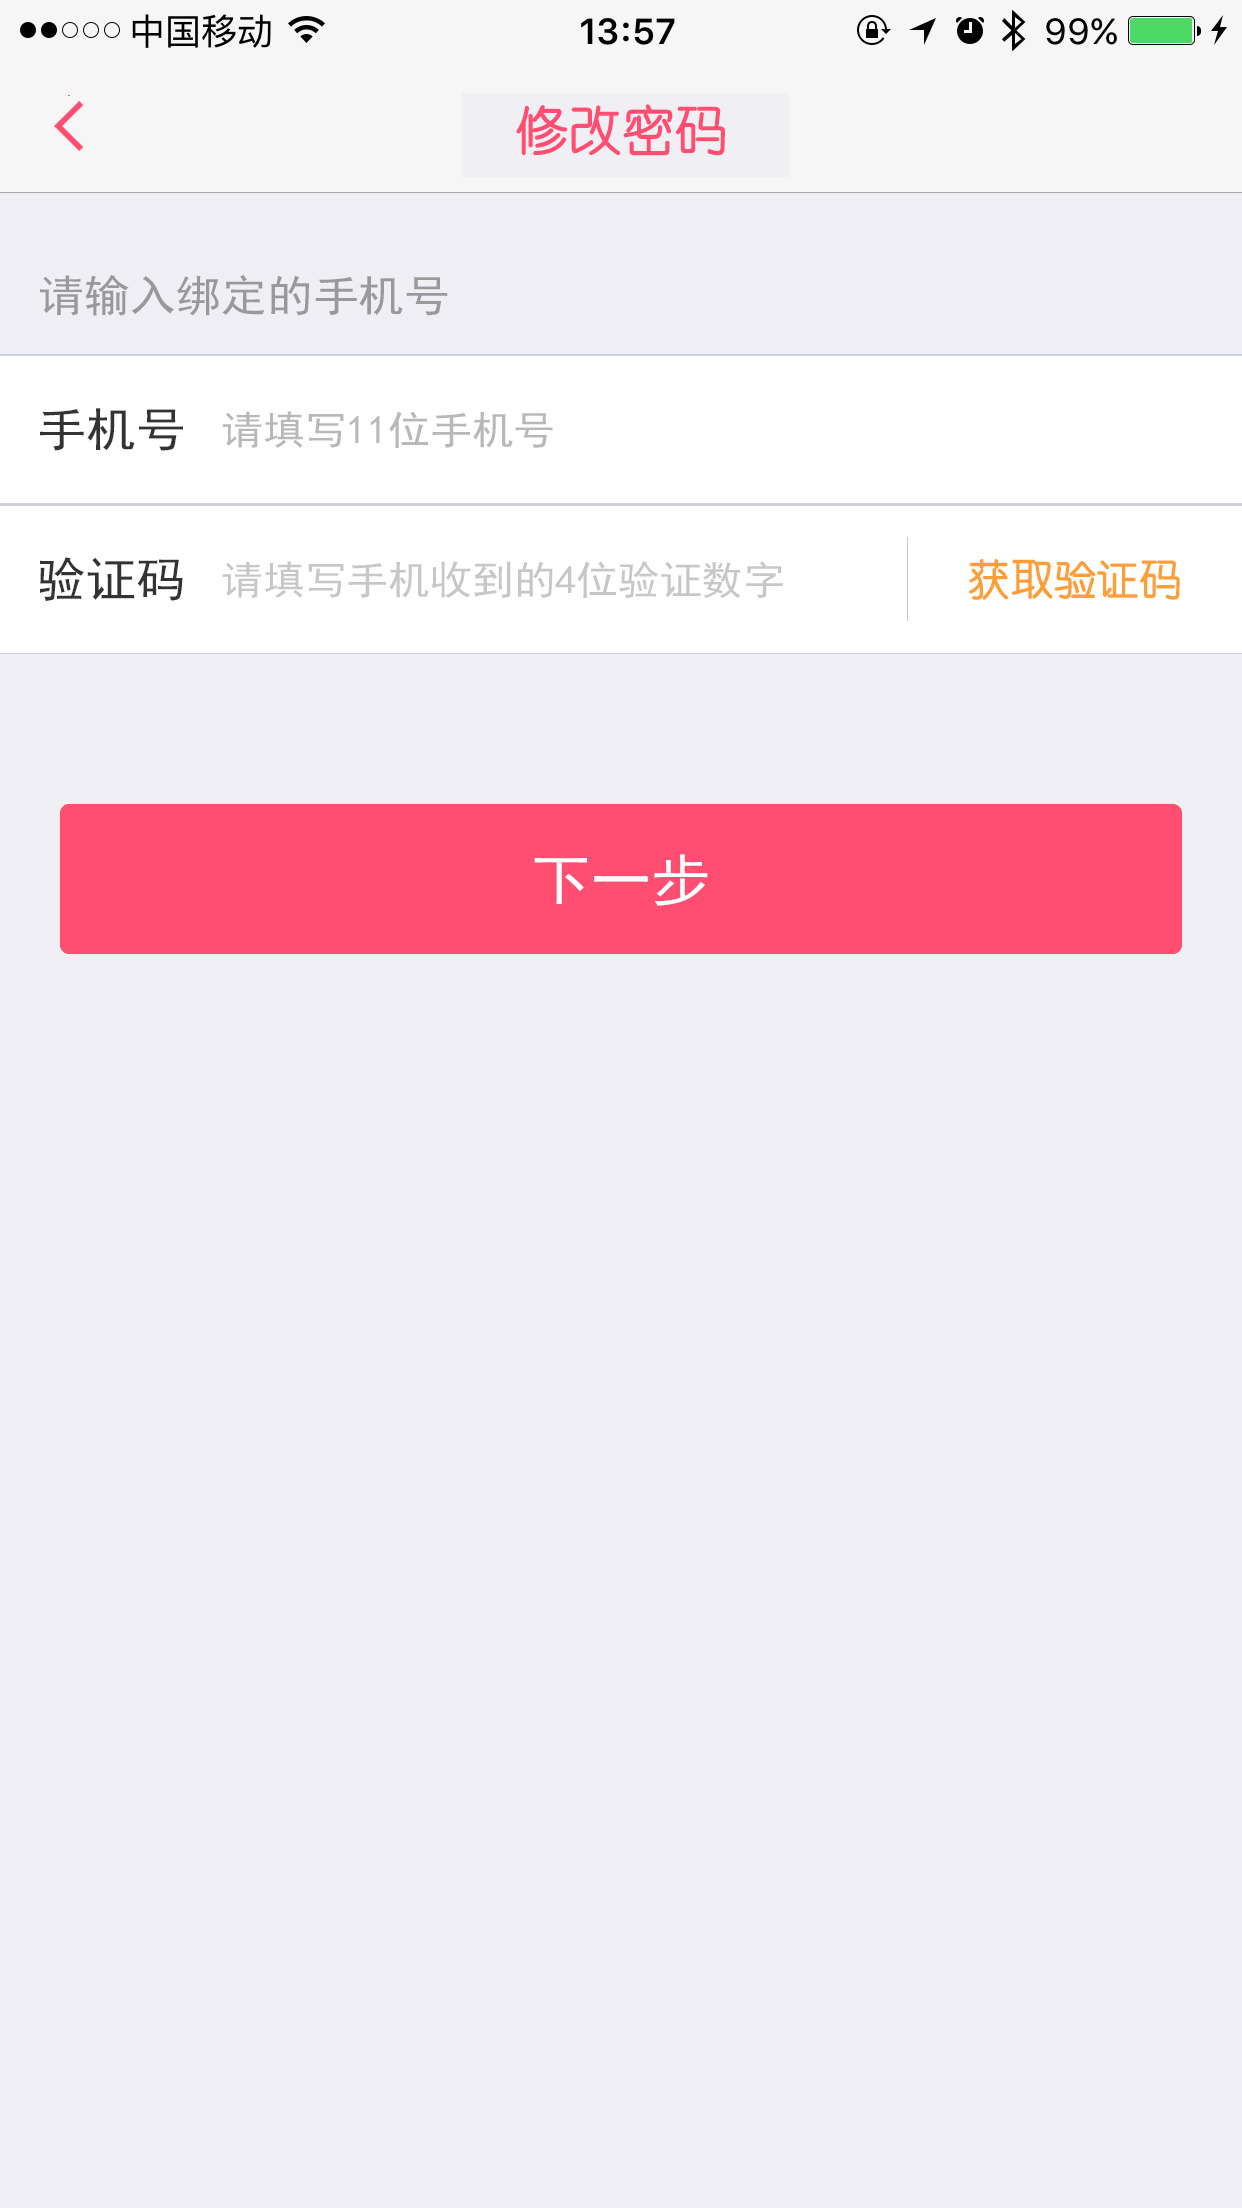 中国移动 13:57 99%
修改密码
请输入绑定的手机号
手机号 请填写11位手机号
验证码 请填写手机收到的4位验证数字 获取验证码
下一步